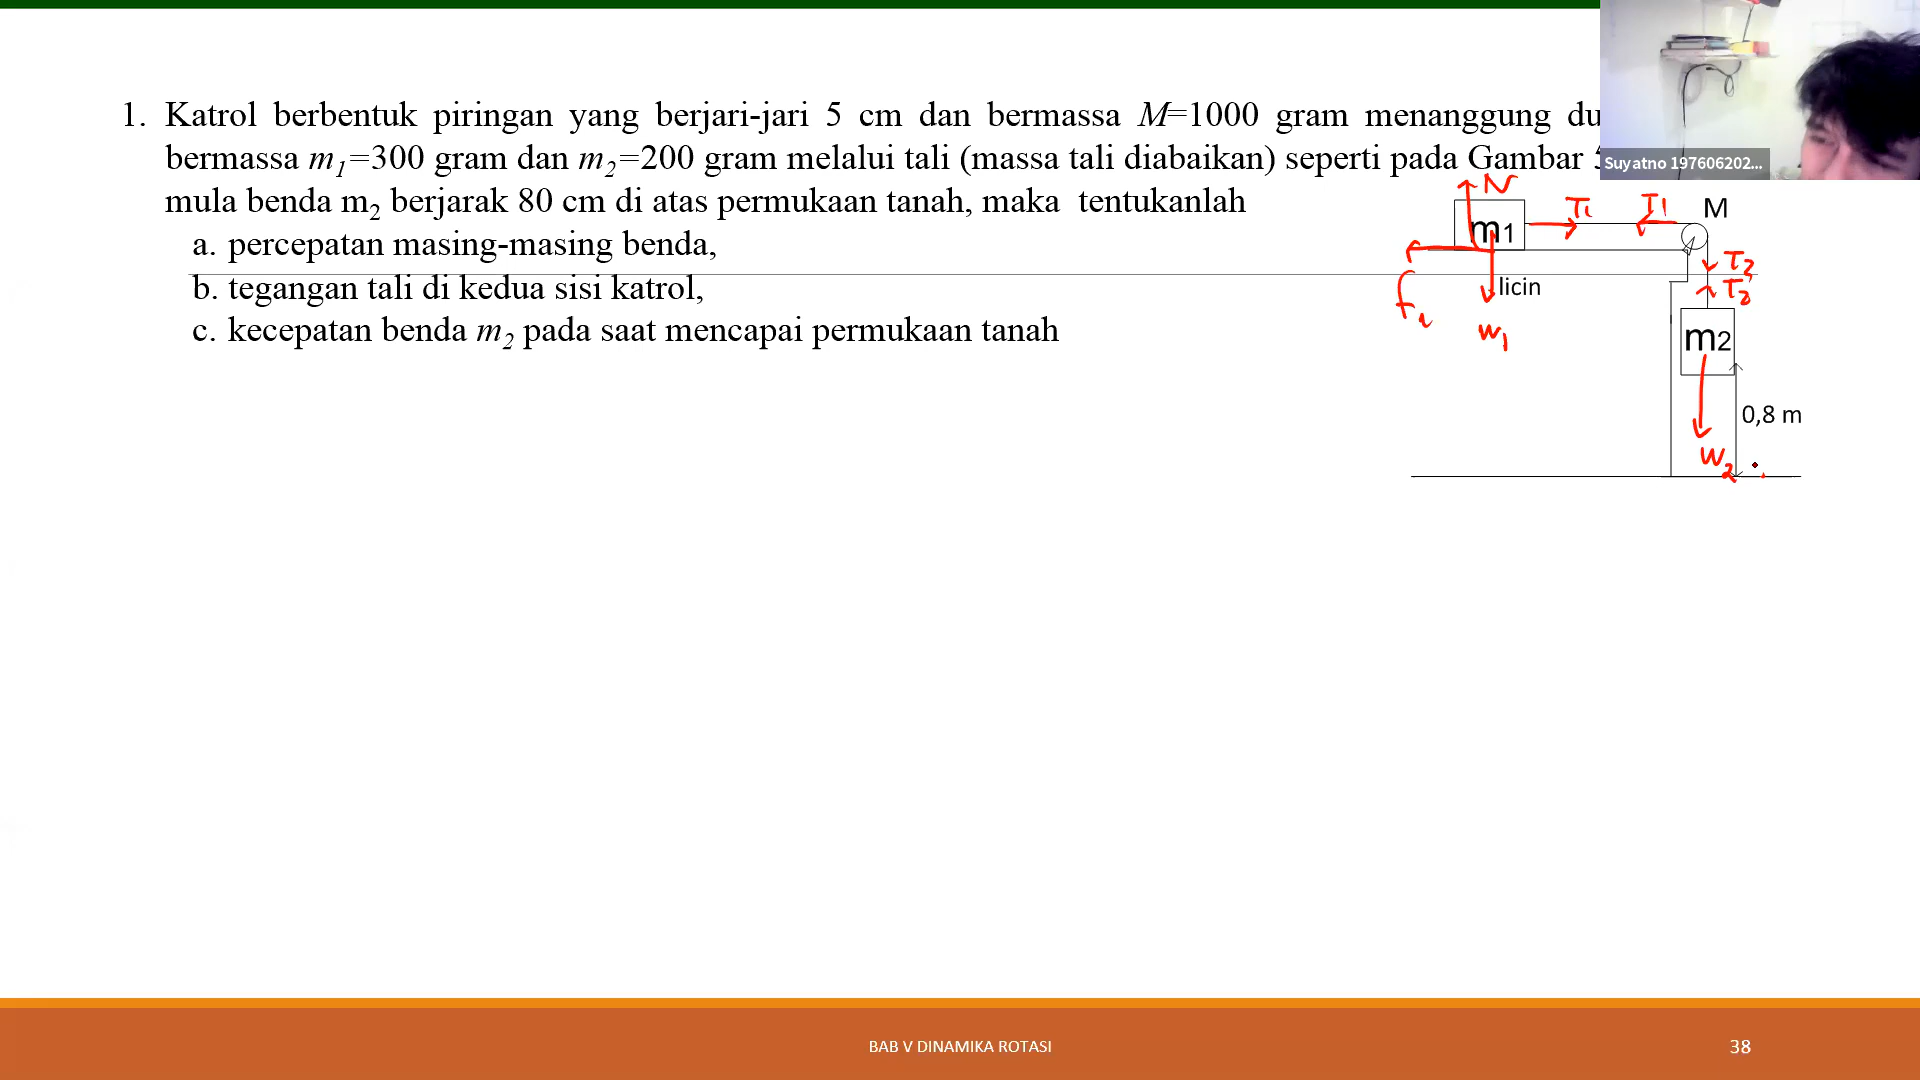 1. Katrol berbentuk piringan yang berjari-jari 5 cm dan bermassa M=1000 gram menanggung
bermassa m1=300 gram dan m2=200 gram melalui tali (massa tali diabaikan) seperti pada Gambar
mula benda m2 berjarak 80 cm di atas permukaan tanah, maka tentukanlah
a. percepatan masing-masing benda,
b. tegangan tali di kedua sisi katrol,
c. kecepatan benda m2 pada saat mencapai permukaan tanah
Suyatno 197606202...
N
m1
T1
T1
M
T2
T2
licin
w1
m2
0,8 m
W2
BAB V DINAMIKA ROTASI
38